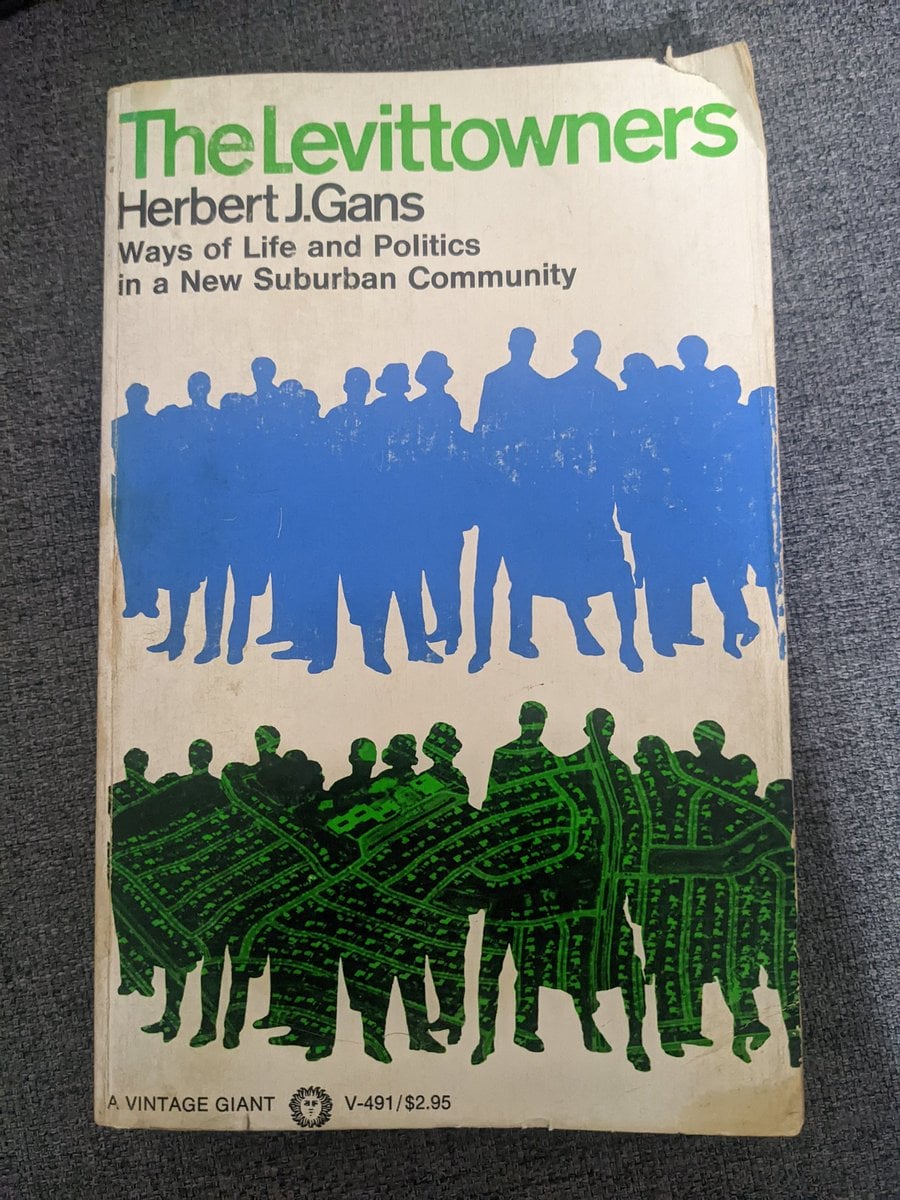 The Levittowners
Herbert J. Gans
Ways of Life and Politics
in a New Suburban Community
A VINTAGE GIANT V-491/$2.95